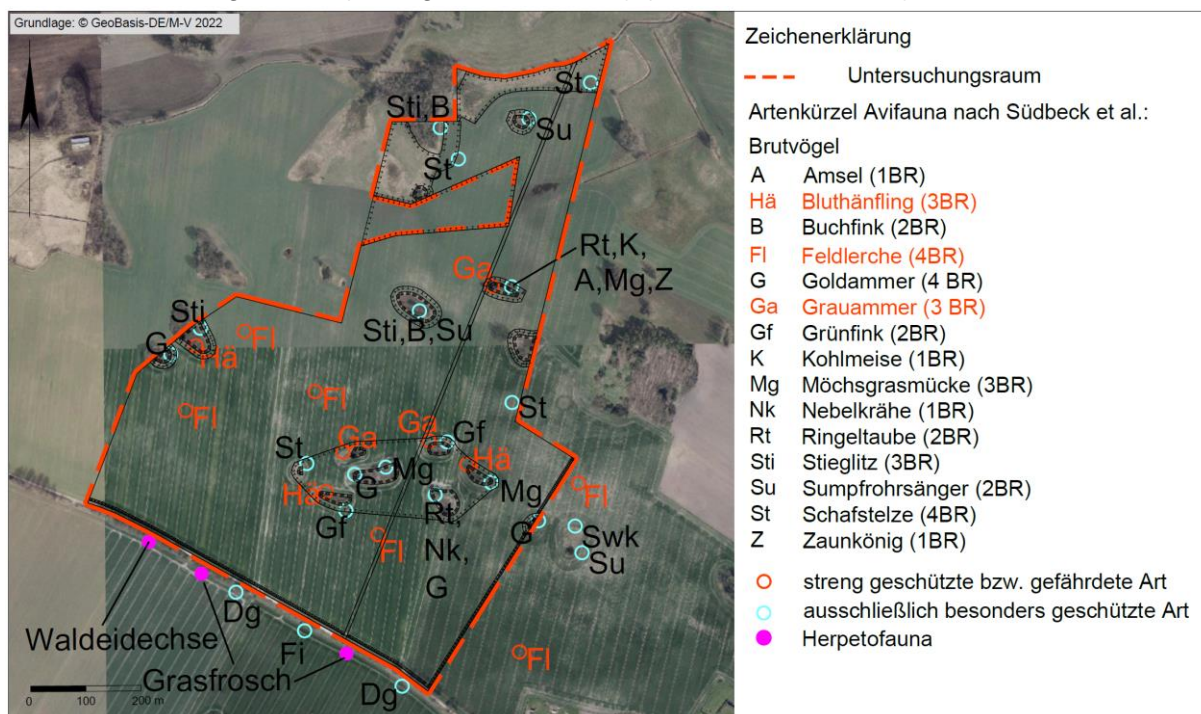 Grundlage: © GeoBasis-DE/M-V 2022
St
Sti,B
Su
St
Rt,K,
A,Mg,Z
Ga
Sti,B,Su
Sti
G
Hä
Fl
Fl
Fl
St
Ga
Gf
St
Ga
Hä
Mg
G
Mg
Hä
Gf
Rt,
Nk,
G
Fl
Fl
G
Swk
Su
Fl
Waldeidechse
Dg
Fi
Grasfrosch
Dg
0 100 200 m
Zeichenerklärung
Untersuchungsraum
Artenkürzel Avifauna nach Südbeck et al.:
Brutvögel
A Amsel (1BR)
Hä Bluthänfling (3BR)
B Buchfink (2BR)
Fl Feldlerche (4BR)
G Goldammer (4 BR)
Ga Grauammer (3 BR)
Gf Grünfink (2BR)
K Kohlmeise (1BR)
Mg Möchsgrasmücke (3BR)
Nk Nebelkrähe (1BR)
Rt Ringeltaube (2BR)
Sti Stieglitz (3BR)
Su Sumpfrohrsänger (2BR)
St Schafstelze (4BR)
Z Zaunkönig (1BR)
streng geschützte bzw. gefährdete Art
ausschließlich besonders geschützte Art
Herpetofauna